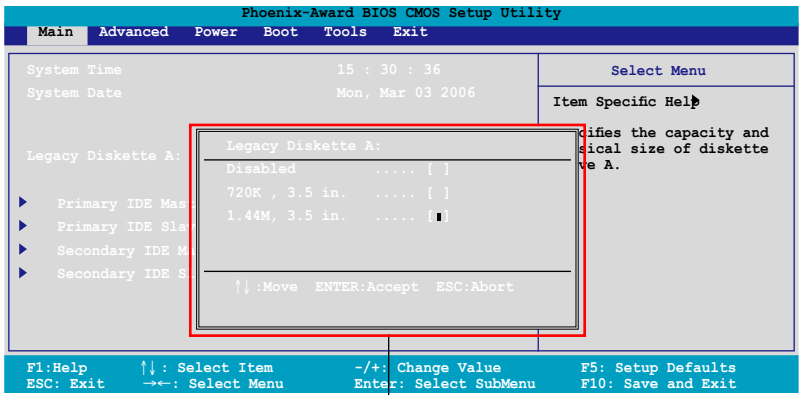 Phoenix-Award BIOS CMOS Setup Utility
Main Advanced Power Boot Tools Exit
System Time 15 : 30 : 36
System Date Mon, Mar 03 2006
Legacy Diskette A:
Primary IDE Mas
Primary IDE Sla
Secondary IDE Ma
Secondary IDE S
Legacy Diskette A:
Disabled ..... [ ]
720K , 3.5 in. ..... [ ]
1.44M, 3.5 in. ..... [▮]
↑↓ :Move ENTER:Accept ESC:Abort
Select Menu
Item Specific Help
cifies the capacity and
sical size of diskette
ve A.
F1:Help ↑↓ : Select Item -/+: Change Value F5: Setup Defaults
ESC: Exit →←: Select Menu Enter: Select SubMenu F10: Save and Exit